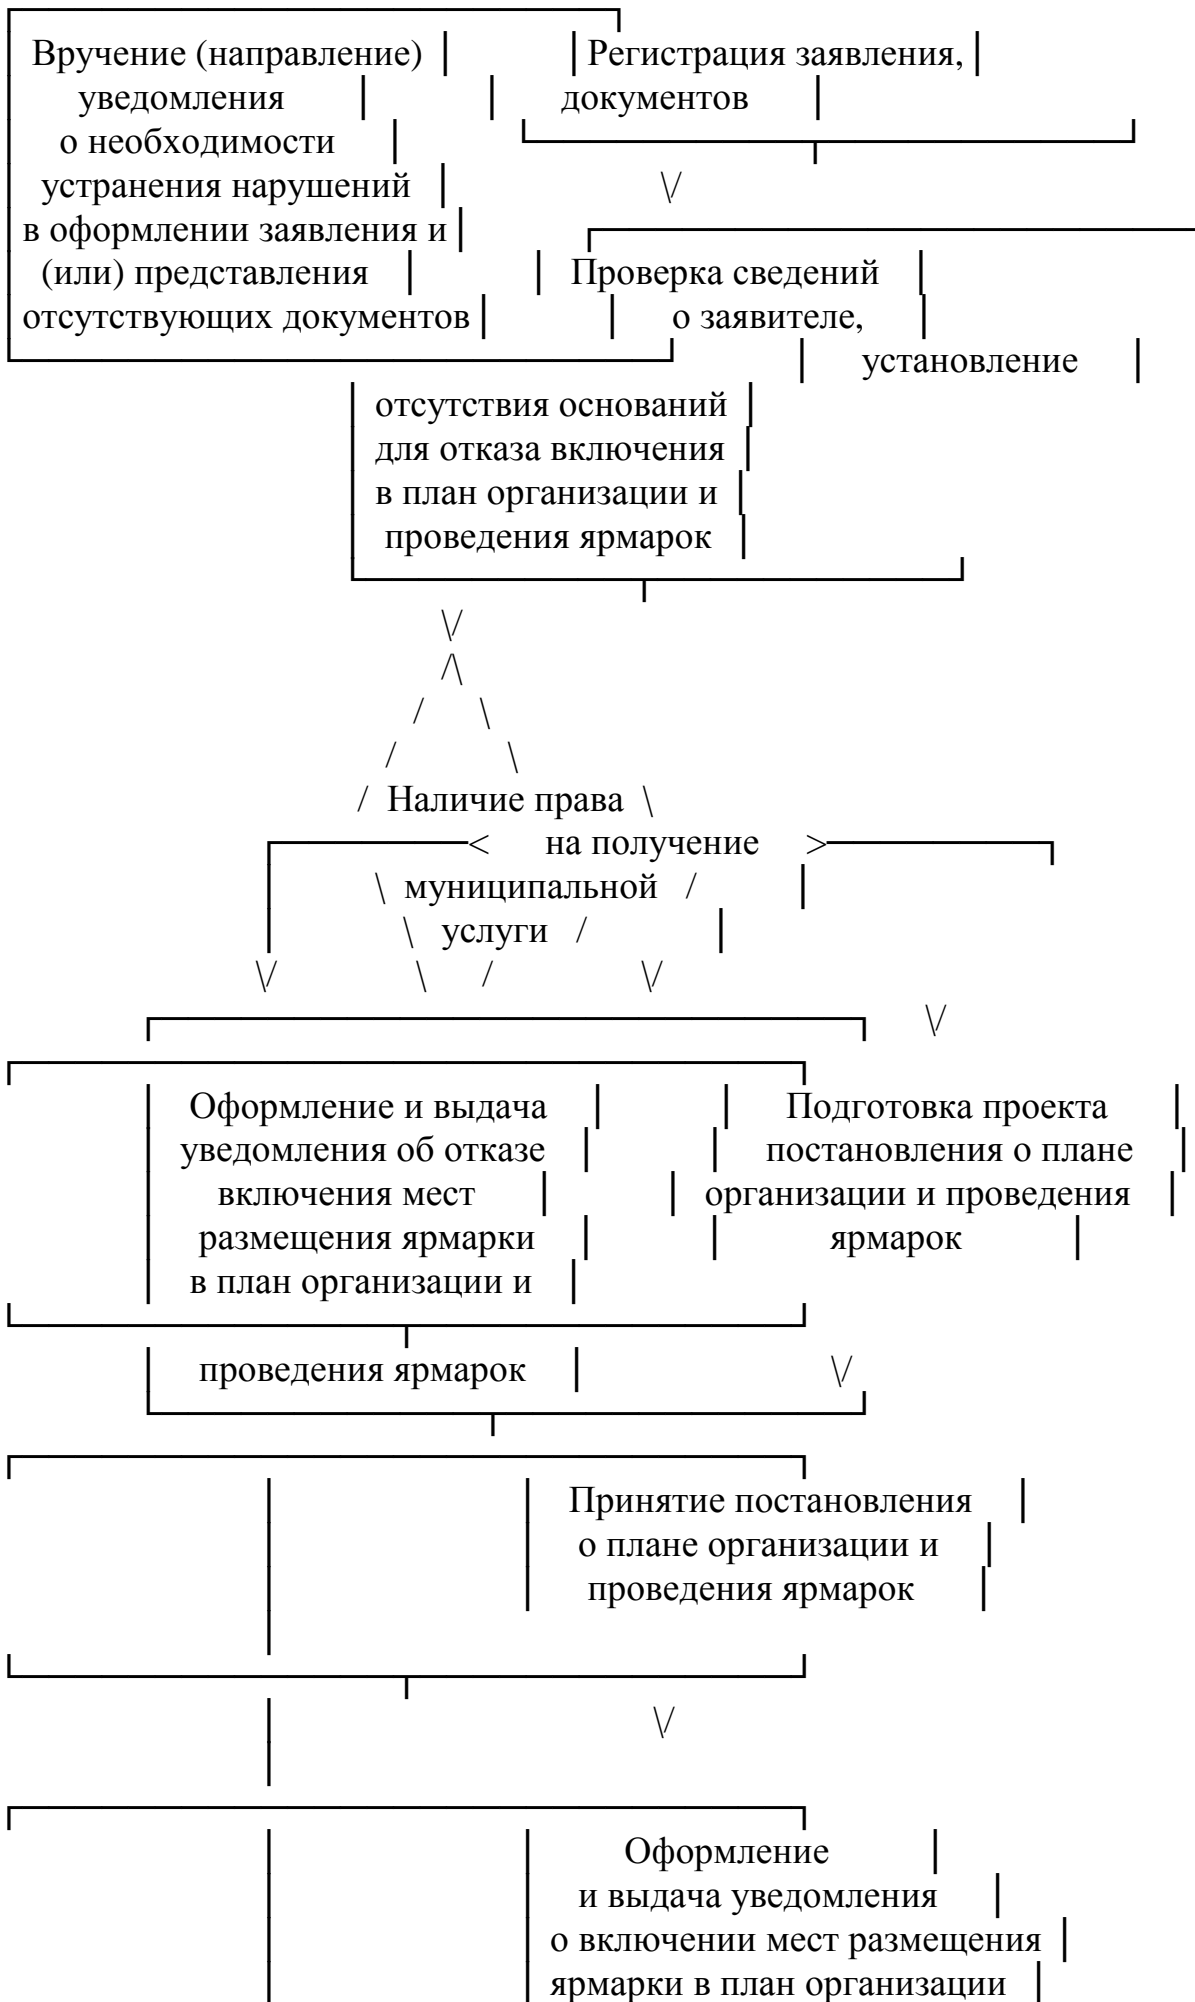 Вручение (направление) | | Регистрация заявления, |
уведомления | | документов |
о необходимости |
устранения нарушений | \/
в оформлении заявления и |
(или) представления | | Проверка сведений |
отсутствующих документов | | о заявителе, |
| установление |
| отсутствия оснований |
| для отказа включения |
| в план организации и |
| проведения ярмарок |
\/
/\
/ \
/ \
/ Наличие права \
< на получение >
\ муниципальной / |
\ услуги / |
\/ \ / \/
\/
| Оформление и выдача | | Подготовка проекта |
| уведомления об отказе | | постановления о плане |
| включения мест | | организации и проведения |
| размещения ярмарки | | ярмарок |
| в план организации и |
| проведения ярмарок | \/
| | Принятие постановления |
| | о плане организации и |
| | проведения ярмарок |
|
| \/
|
| | Оформление |
| | и выдача уведомления |
| | о включении мест размещения |
| | ярмарки в план организации |